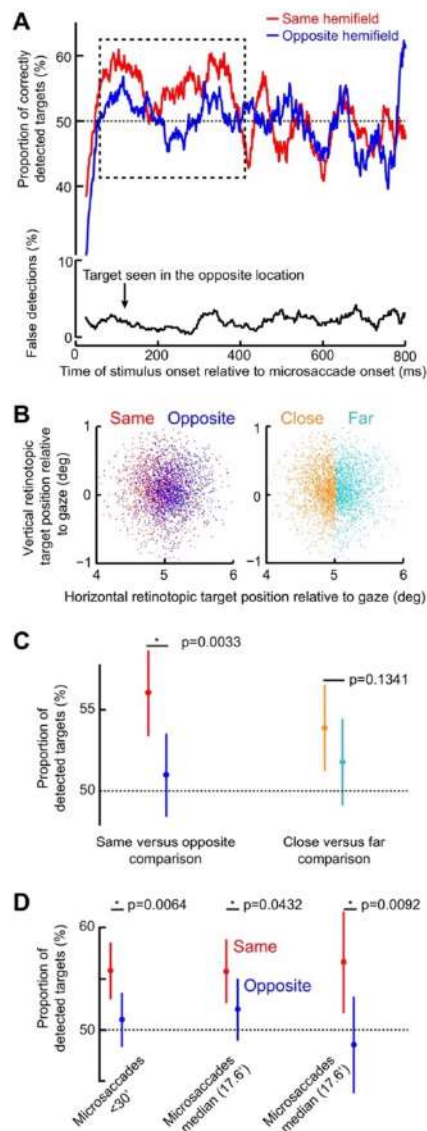 A
Same hemifield
Opposite hemifield
Proportion of correctly
detected targets (%)
60
50
40
False detections (%)
10
0
Target seen in the opposite location
0
200
400
600
800
Time of stimulus onset relative to microsaccade onset (ms)
B
Same
Opposite
Close
Far
Vertical retinotopic
target position relative
to gaze (deg)
1
0
−1
1
0
−1
4
5
6
4
5
6
Horizontal retinotopic target position relative to gaze (deg)
C
* p=0.0033
p=0.1341
Proportion of
detected targets (%)
55
50
Same versus opposite
comparison
Close versus far
comparison
D
* p=0.0064
* p=0.0432
* p=0.0092
Proportion of
detected targets (%)
60
50
Same
Opposite
Microsaccades
<30'
Microsaccades
median (17.6')
Microsaccades
median (17.6')